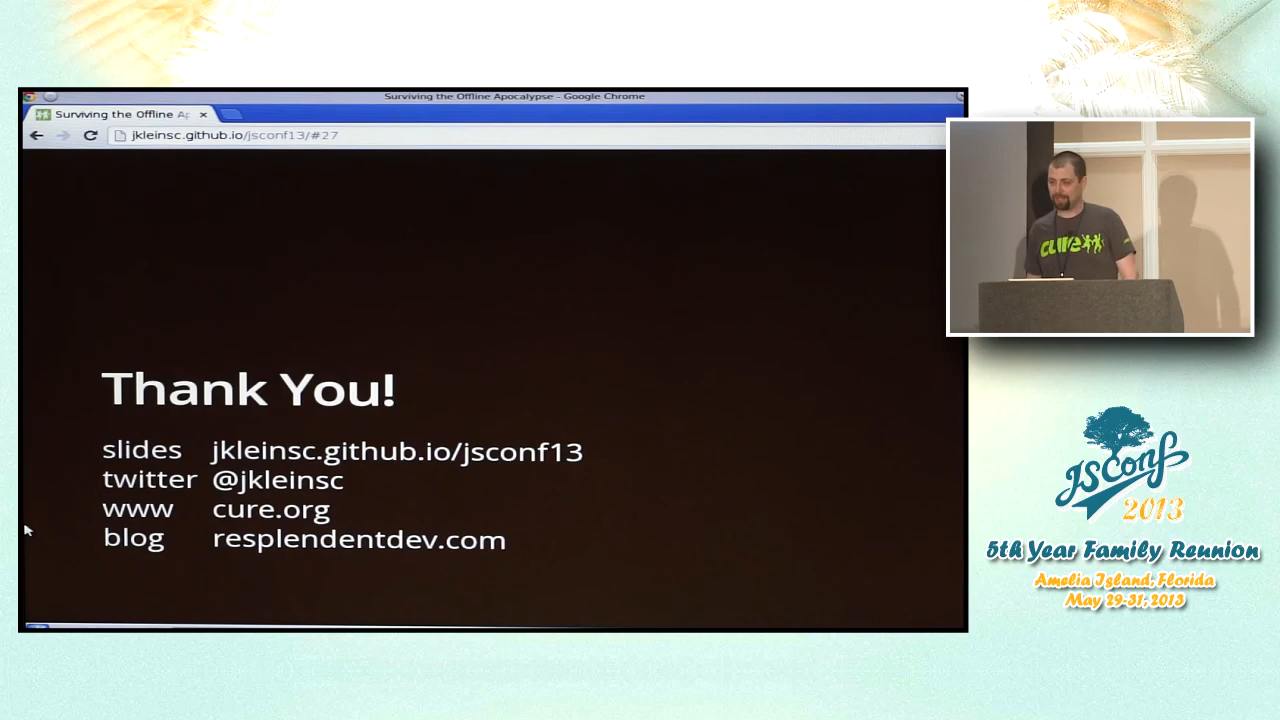 Surviving the Offline Apocalypse - Google Chrome
Surviving the Offline Ap
jkleinsc.github.io/jsconf13/#27
Thank You!
slides jkleinsc.github.io/jsconf13
twitter @jkleinsc
www cure.org
blog resplendentdev.com
cure
JSConf
2013
5th Year Family Reunion
Amelia Island, Florida
May 29-31, 2013